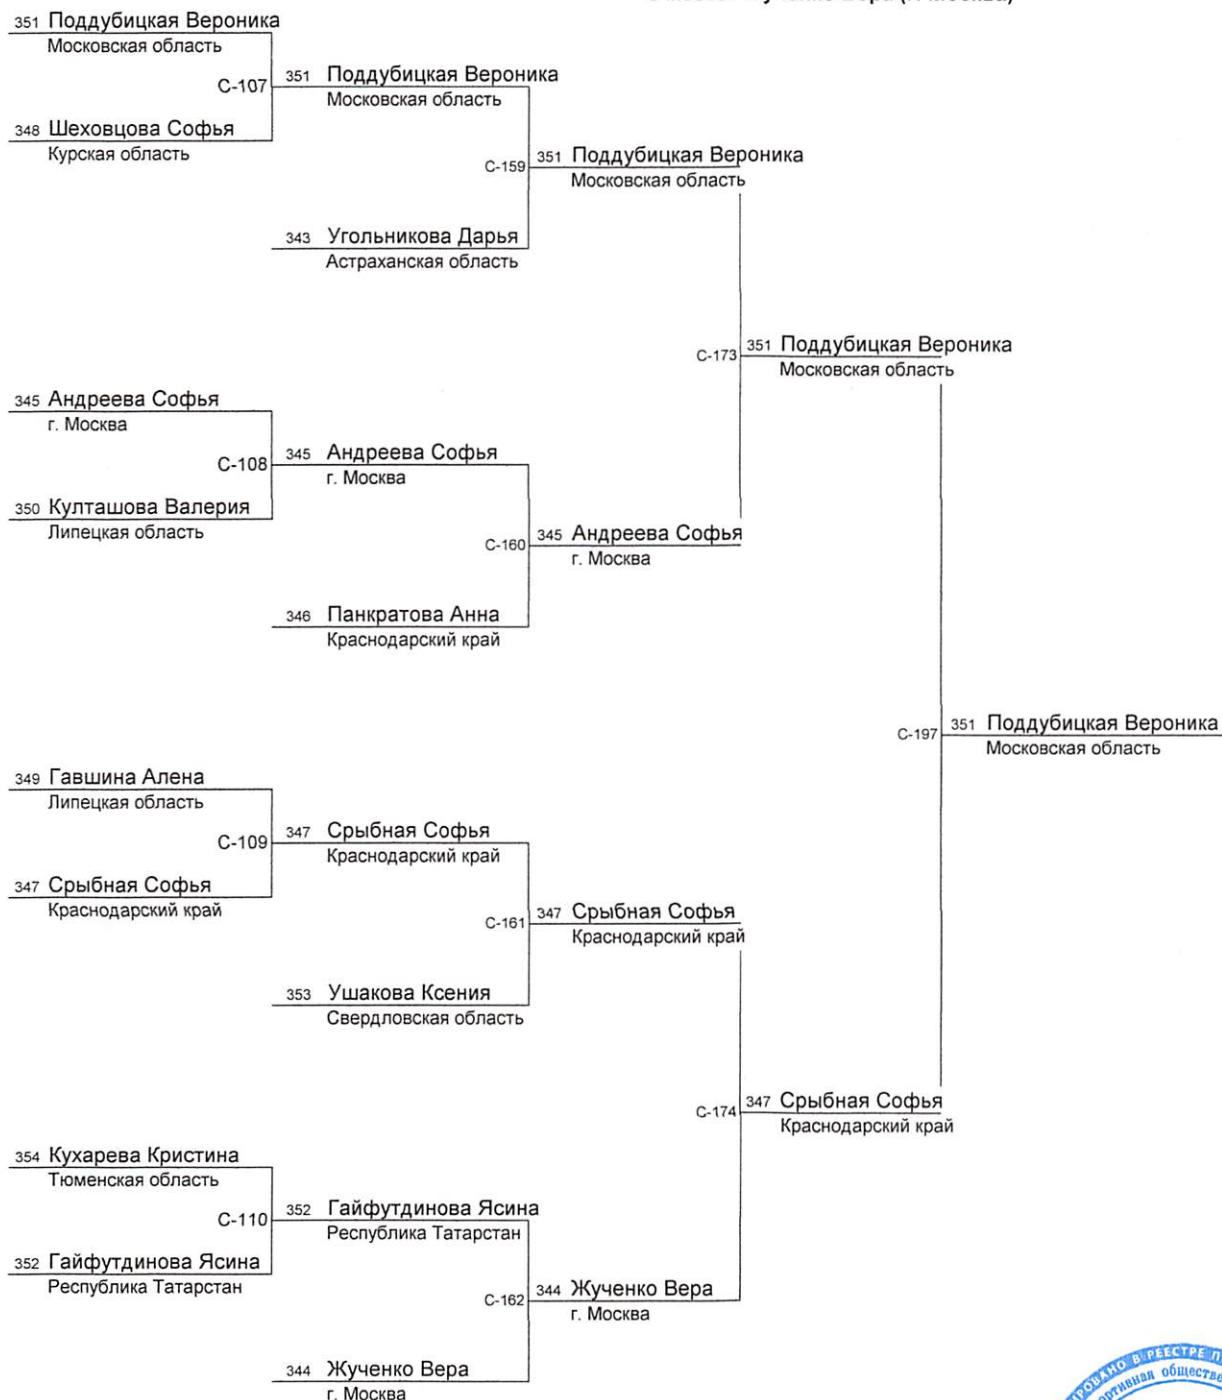 351 Поддубицкая Вероника
Московская область
C-107
348 Шеховцова Софья
Курская область
351 Поддубицкая Вероника
Московская область
C-159
343 Угольникова Дарья
Астраханская область
351 Поддубицкая Вероника
Московская область
C-173
345 Андреева Софья
г. Москва
C-108
350 Култашова Валерия
Липецкая область
345 Андреева Софья
г. Москва
C-160
346 Панкратова Анна
Краснодарский край
345 Андреева Софья
г. Москва
351 Поддубицкая Вероника
Московская область
C-197
351 Поддубицкая Вероника
Московская область
349 Гавшина Алена
Липецкая область
C-109
347 Срыбная Софья
Краснодарский край
347 Срыбная Софья
Краснодарский край
C-161
353 Ушакова Ксения
Свердловская область
347 Срыбная Софья
Краснодарский край
C-174
347 Срыбная Софья
Краснодарский край
354 Кухарева Кристина
Тюменская область
C-110
352 Гайфутдинова Ясина
Республика Татарстан
352 Гайфутдинова Ясина
Республика Татарстан
C-162
344 Жученко Вера
г. Москва
344 Жученко Вера
г. Москва